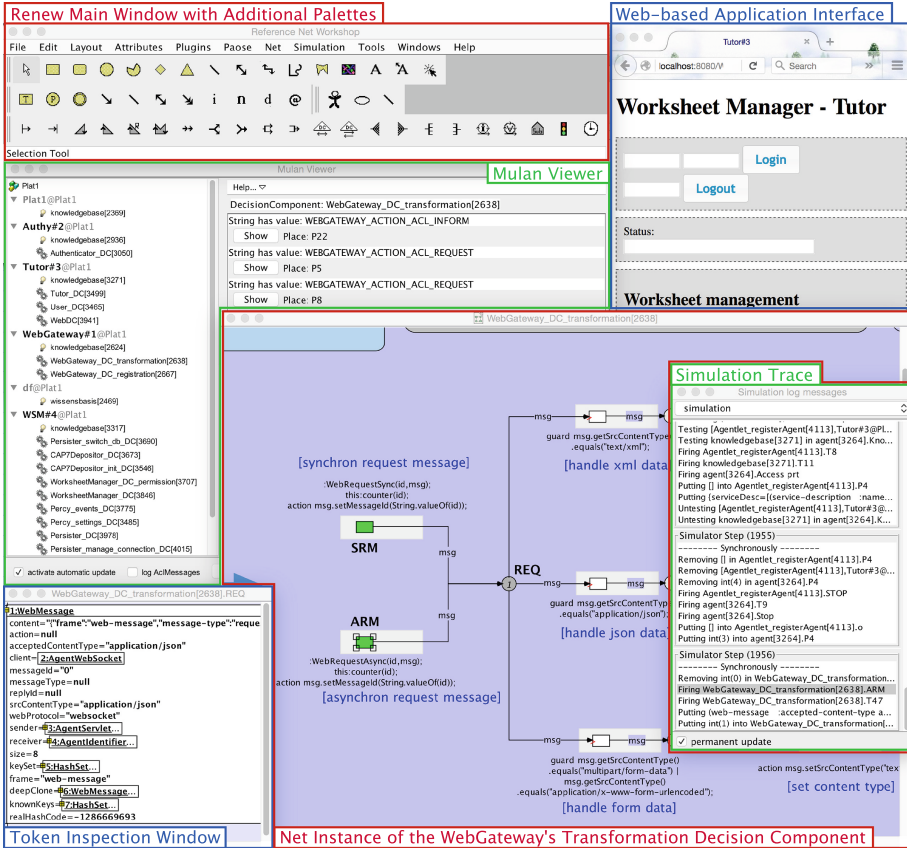 Renew Main Window with Additional Palettes
Reference Net Workshop
File Edit Layout Attributes Plugins Paose Net Simulation Tools Windows Help
A A
T P i n d @
Selection Tool
Web-based Application Interface
Tutor#3
localhost:8080/
Search
Worksheet Manager - Tutor
Login
Logout
Status:
Worksheet management
Mulan Viewer
Mulan Viewer
Plat1
Plat1@Plat1
knowledgebase[2369]
Authy#2@Plat1
knowledgebase[2936]
Authenticator_DC[3050]
Tutor#3@Plat1
knowledgebase[3271]
Tutor_DC[3499]
User_DC[3465]
WebDC[3941]
WebGateway#1@Plat1
knowledgebase[2624]
WebGateway_DC_transformation[2638]
WebGateway_DC_registration[2667]
df@Plat1
wissensbasis[2469]
WSM#4@Plat1
knowledgebase[3317]
Persister_switch_db_DC[3690]
CAP7Depositor_DC[3673]
CAP7Depositor_init_DC[3546]
WorksheetManager_DC_permission[3707]
WorksheetManager_DC[3846]
Percy_events_DC[3775]
Percy_settings_DC[3485]
Persister_DC[3978]
Persister_manage_connection_DC[4015]
activate automatic update log AclMessages
Help...
DecisionComponent: WebGateway_DC_transformation[2638]
String has value: WEBGATEWAY_ACTION_ACL_INFORM
Show Place: P22
String has value: WEBGATEWAY_ACTION_ACL_REQUEST
Show Place: P5
String has value: WEBGATEWAY_ACTION_ACL_REQUEST
Show Place: P8
WebGateway_DC_transformation[2638]
[synchron request message]
:WebRequestSync(id,msg);
this:counter(id);
action msg.setMessageId(String.valueOf(id));
SRM
msg
REQ
1
msg
ARM
:WebRequestAsync(id,msg);
this:counter(id);
action msg.setMessageId(String.valueOf(id));
[asynchron request message]
msg msg
guard msg.getSrcContentType
.equals("text/xml");
[handle xml data]
msg msg
guard msg.getSrcContentTyp
.equals("application/json");
[handle json data]
msg msg
guard msg.getSrcContentType()
.equals("multipart/form-data") |
msg.getSrcContentType()
.equals("application/x-www-form-urlencoded");
[handle form data]
action msg.setSrcContentType("tex
[set content type]
Simulation Trace
Simulation log messages
simulation
Testing [Agentlet_registerAgent[4113],Tutor#3@Pl...
Testing knowledgebase[3271] in agent[3264].Kno...
Firing Agentlet_registerAgent[4113].T8
Firing knowledgebase[3271].T11
Firing agent[3264].Access prt
Putting [] into Agentlet_registerAgent[4113].P4
Putting (serviceDesc=[(service-description :name...
Untesting [Agentlet_registerAgent[4113],Tutor#3@...
Untesting knowledgebase[3271] in agent[3264].K...
Simulator Step (1955)
-------- Synchronously --------
Removing [] in Agentlet_registerAgent[4113].P4
Removing [Agentlet_registerAgent[4113],Tutor#3@...
Removing int(4) in agent[3264].P4
Firing Agentlet_registerAgent[4113].STOP
Firing agent[3264].T9
Firing agent[3264].Stop
Putting [] into Agentlet_registerAgent[4113].o
Putting int(3) into agent[3264].P4
Simulator Step (1956)
-------- Synchronously --------
Removing int(0) in WebGateway_DC_transformation...
Firing WebGateway_DC_transformation[2638].ARM
Firing WebGateway_DC_transformation[2638].T47
Putting (web-message :accepted-content-type a...
Putting int(1) into WebGateway_DC_transformation[...
permanent update
WebGateway_DC_transformation[2638].REQ
1:WebMessage
content="{"frame":"web-message","message-type":"reque
action=null
acceptedContentType="application/json"
client=2:AgentWebSocket
messageId="0"
messageType=null
replyId=null
srcContentType="application/json"
webProtocol="websocket"
sender=3:AgentServlet...
receiver=4:AgentIdentifier...
size=8
keySet=5:HashSet...
frame="web-message"
deepClone=6:WebMessage...
knownKeys=7:HashSet...
realHashCode=-1286669693
Token Inspection Window
Net Instance of the WebGateway's Transformation Decision Component